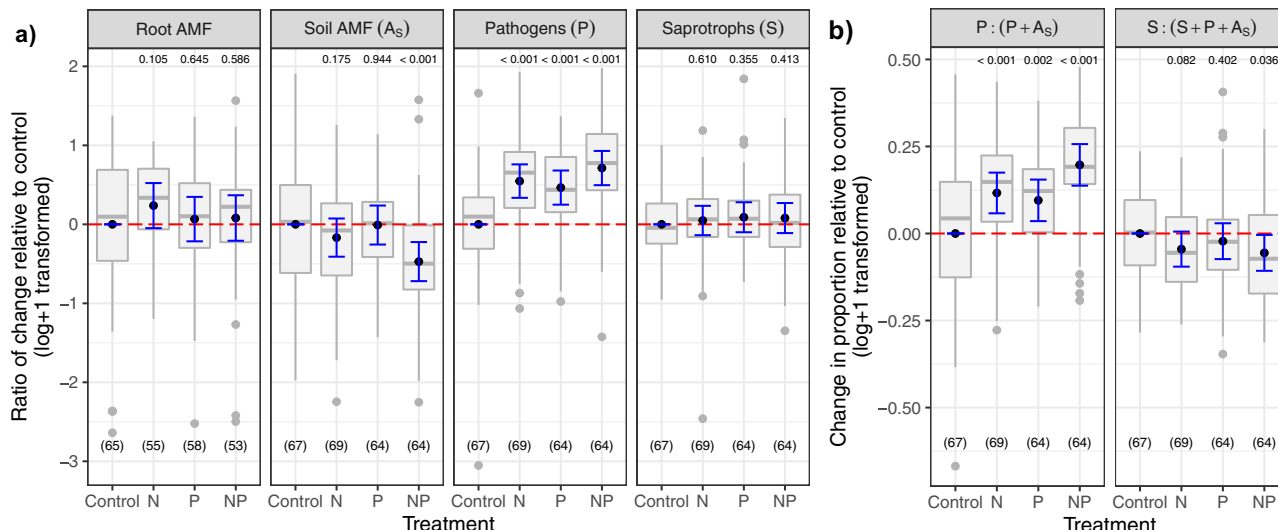 a)
Root AMF
Soil AMF (A_S)
Pathogens (P)
Saprotrophs (S)
0.105 0.645 0.586
0.175 0.944 < 0.001
< 0.001 < 0.001 < 0.001
0.610 0.355 0.413
Ratio of change relative to control
(log+1 transformed)
2
1
0
−1
−2
−3
(65) (55) (58) (53)
(67) (69) (64) (64)
(67) (69) (64) (64)
(67) (69) (64) (64)
Control N P NP
Control N P NP
Control N P NP
Control N P NP
Treatment
b)
P : (P + A_S)
S : (S + P + A_S)
< 0.001 0.002 < 0.001
0.082 0.402 0.036
Change in proportion relative to control
(log+1 transformed)
0.50
0.25
0.00
−0.25
−0.50
(67) (69) (64) (64)
(67) (69) (64) (64)
Control N P NP
Control N P NP